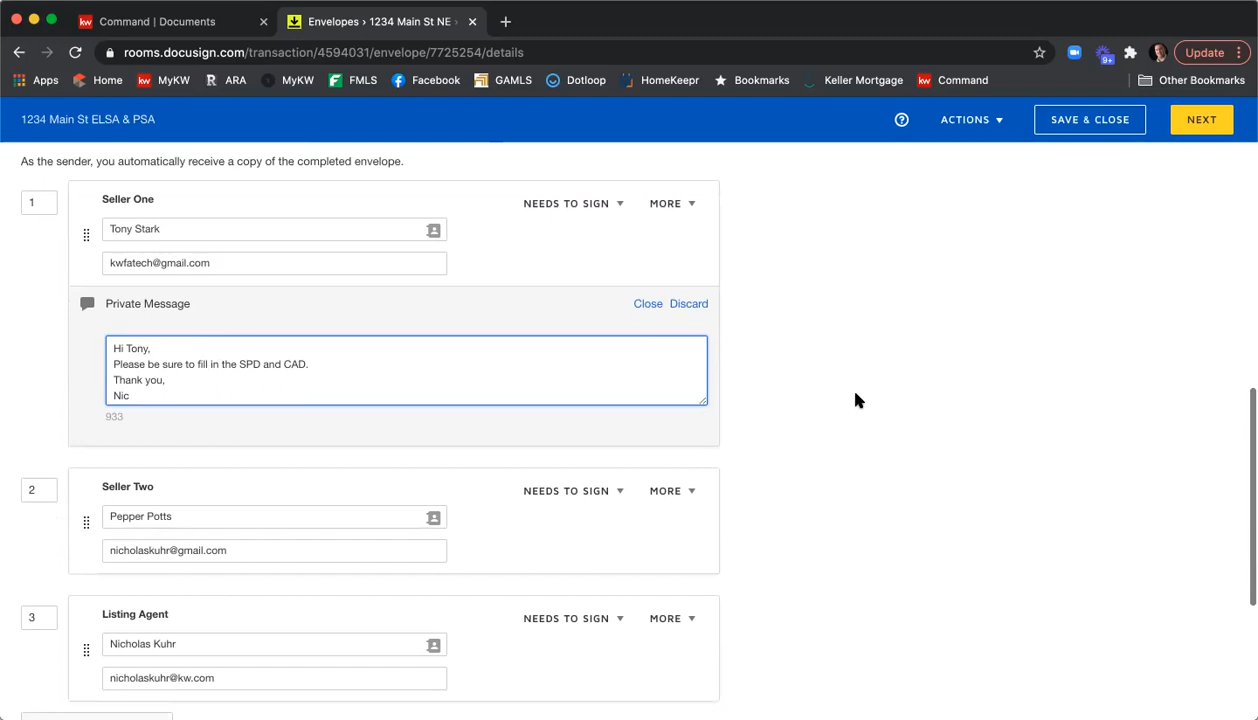 kw Command | Documents
Envelopes › 1234 Main St NE
rooms.docusign.com/transaction/4594031/envelope/7725254/details
9+
Update
Apps Home kw MyKW R ARA MyKW FMLS Facebook GAMLS Dotloop HomeKeepr Bookmarks Keller Mortgage kw Command Other Bookmarks
1234 Main St ELSA & PSA
ACTIONS
SAVE & CLOSE
NEXT
As the sender, you automatically receive a copy of the completed envelope.
1
Seller One
NEEDS TO SIGN
MORE
Tony Stark
kwfatech@gmail.com
Private Message
Close Discard
Hi Tony,
Please be sure to fill in the SPD and CAD.
Thank you,
Nic
933
2
Seller Two
NEEDS TO SIGN
MORE
Pepper Potts
nicholaskuhr@gmail.com
3
Listing Agent
NEEDS TO SIGN
MORE
Nicholas Kuhr
nicholaskuhr@kw.com